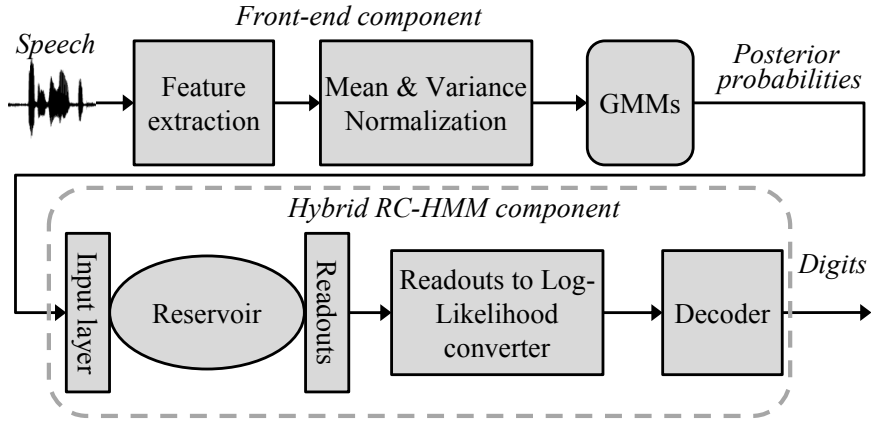 Front-end component
Speech
Feature
extraction
Mean & Variance
Normalization
GMMs
Posterior
probabilities
Hybrid RC-HMM component
Input layer
Reservoir
Readouts
Readouts to Log-
Likelihood
converter
Decoder
Digits